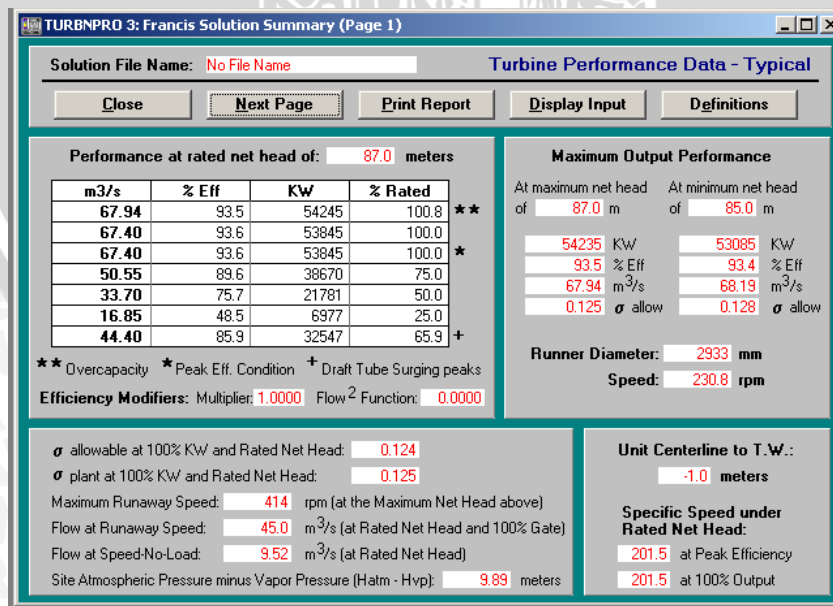 TURBNPRO 3: Francis Solution Summary (Page 1)
Solution File Name: No File Name Turbine Performance Data - Typical
Close Next Page Print Report Display Input Definitions
Performance at rated net head of: 87.0 meters
m3/s % Eff KW % Rated
67.94 93.5 54245 100.8 **
67.40 93.6 53845 100.0
67.40 93.6 53845 100.0 *
50.55 89.6 38670 75.0
33.70 75.7 21781 50.0
16.85 48.5 6977 25.0
44.40 85.9 32547 65.9 +
** Overcapacity * Peak Eff. Condition + Draft Tube Surging peaks
Efficiency Modifiers: Multiplier: 1.0000 Flow 2 Function: 0.0000
Maximum Output Performance
At maximum net head At minimum net head
of 87.0 m of 85.0 m
54235 KW 53085 KW
93.5 % Eff 93.4 % Eff
67.94 m3/s 68.19 m3/s
0.125 σ allow 0.128 σ allow
Runner Diameter: 2933 mm
Speed: 230.8 rpm
σ allowable at 100% KW and Rated Net Head: 0.124
σ plant at 100% KW and Rated Net Head: 0.125
Maximum Runaway Speed: 414 rpm (at the Maximum Net Head above)
Flow at Runaway Speed: 45.0 m3/s (at Rated Net Head and 100% Gate)
Flow at Speed-No-Load: 9.52 m3/s (at Rated Net Head)
Site Atmospheric Pressure minus Vapor Pressure (Hatm - Hvp): 9.89 meters
Unit Centerline to T.W.:
-1.0 meters
Specific Speed under
Rated Net Head:
201.5 at Peak Efficiency
201.5 at 100% Output